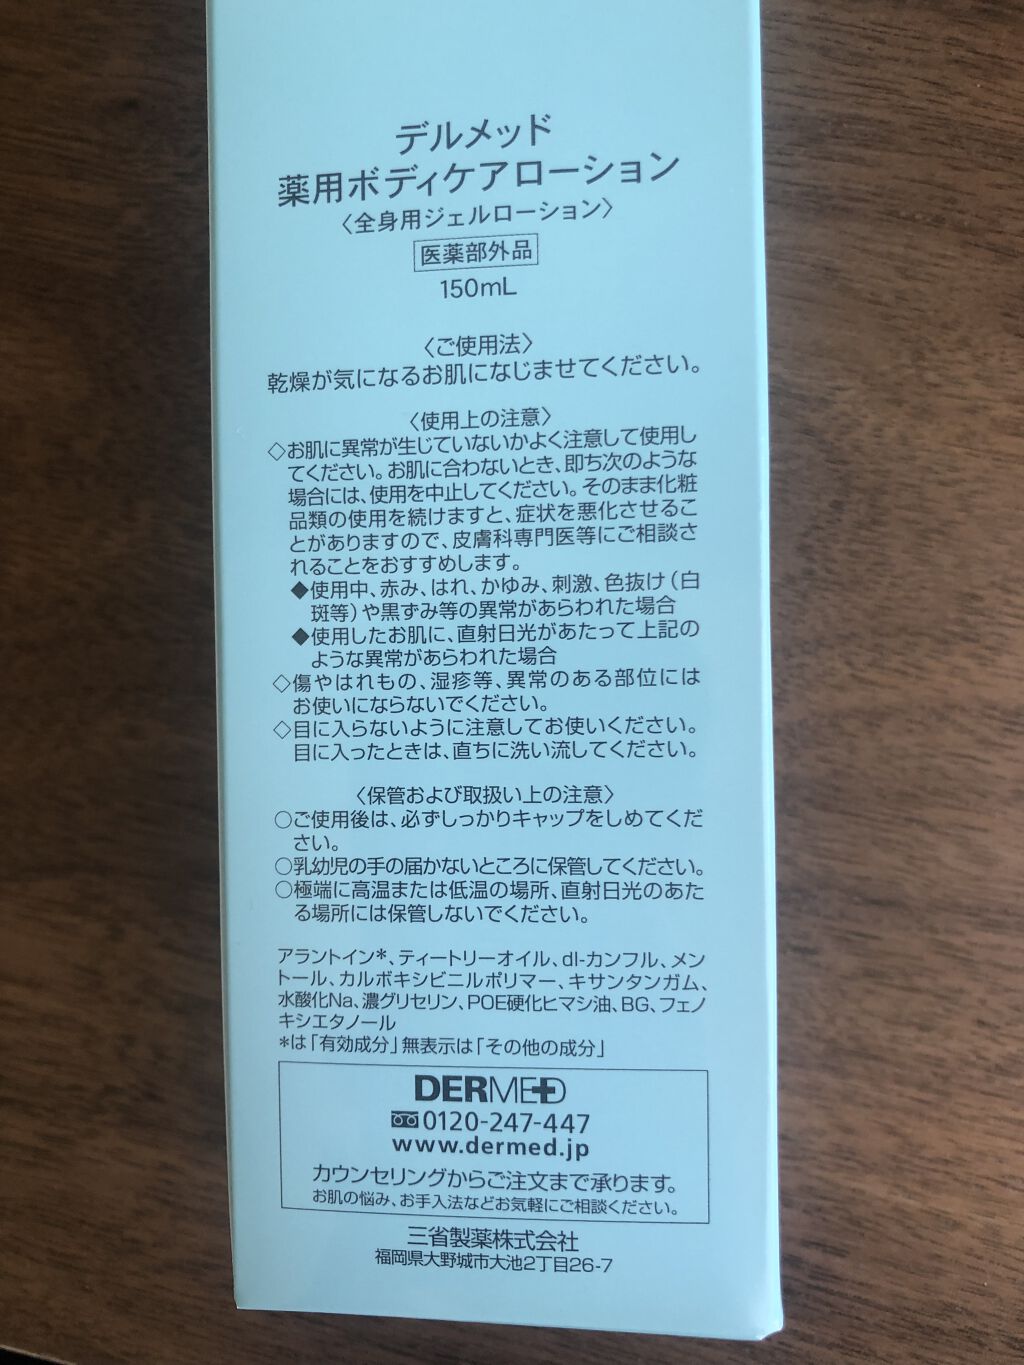 デルメッド
薬用ボディケアローション
〈全身用ジェルローション〉
医薬部外品
150mL
〈ご使用法〉
乾燥が気になるお肌になじませてください。
〈使用上の注意〉
◇お肌に異常が生じていないかよく注意して使用し
てください。お肌に合わないとき、即ち次のような
場合には、使用を中止してください。そのまま化粧
品類の使用を続けますと、症状を悪化させるこ
とがありますので、皮膚科専門医等にご相談さ
れることをおすすめします。
◆使用中、赤み、はれ、かゆみ、刺激、色抜け（白
斑等）や黒ずみ等の異常があらわれた場合
◆使用したお肌に、直射日光があたって上記の
ような異常があらわれた場合
◇傷やはれもの、湿疹等、異常のある部位には
お使いにならないでください。
◇目に入らないように注意してお使いください。
目に入ったときは、直ちに洗い流してください。
〈保管および取扱い上の注意〉
○ご使用後は、必ずしっかりキャップをしめてくだ
さい。
○乳幼児の手の届かないところに保管してください。
○極端に高温または低温の場所、直射日光のあた
る場所には保管しないでください。
アラントイン*、ティートリーオイル、dl-カンフル、メン
トール、カルボキシビニルポリマー、キサンタンガム、
水酸化Na、濃グリセリン、POE硬化ヒマシ油、BG、フェノ
キシエタノール
*は「有効成分」無表示は「その他の成分」
DERMED
0120-247-447
www.dermed.jp
カウンセリングからご注文まで承ります。
お肌の悩み、お手入法などお気軽にご相談ください。
三省製薬株式会社
福岡県大野城市大池2丁目26-7